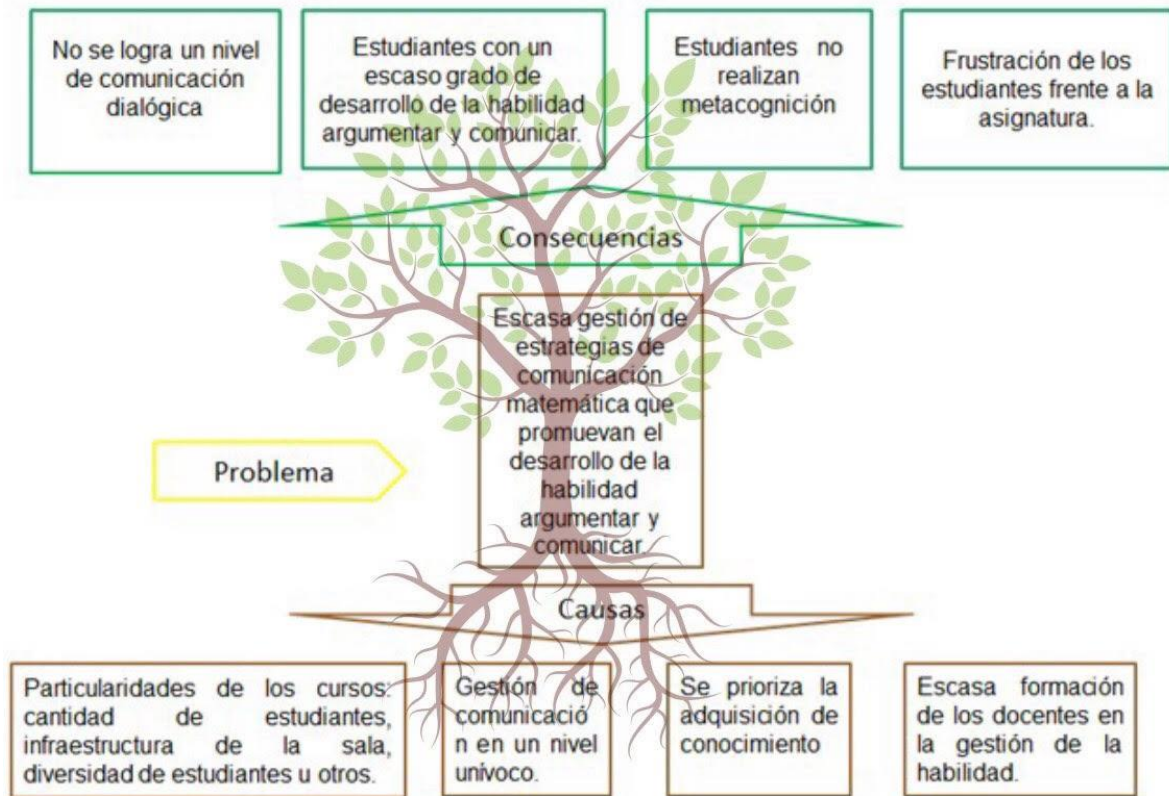 No se logra un nivel
de comunicación
dialógica
Estudiantes con un
escaso grado de
desarrollo de la habilidad
argumentar y comunicar.
Estudiantes no
realizan
metacognición
Frustración de los
estudiantes frente a la
asignatura.
Consecuencias
Escasa gestión de
estrategias de
comunicación
matemática que
promuevan el
desarrollo de la
habilidad
argumentar y
comunicar.
Problema
Causas
Particularidades de los cursos:
cantidad de estudiantes,
infraestructura de la sala,
diversidad de estudiantes u otros.
Gestión de
comunicació
n en un nivel
unívoco.
Se prioriza la
adquisición de
conocimiento
Escasa formación
de los docentes en
la gestión de la
habilidad.